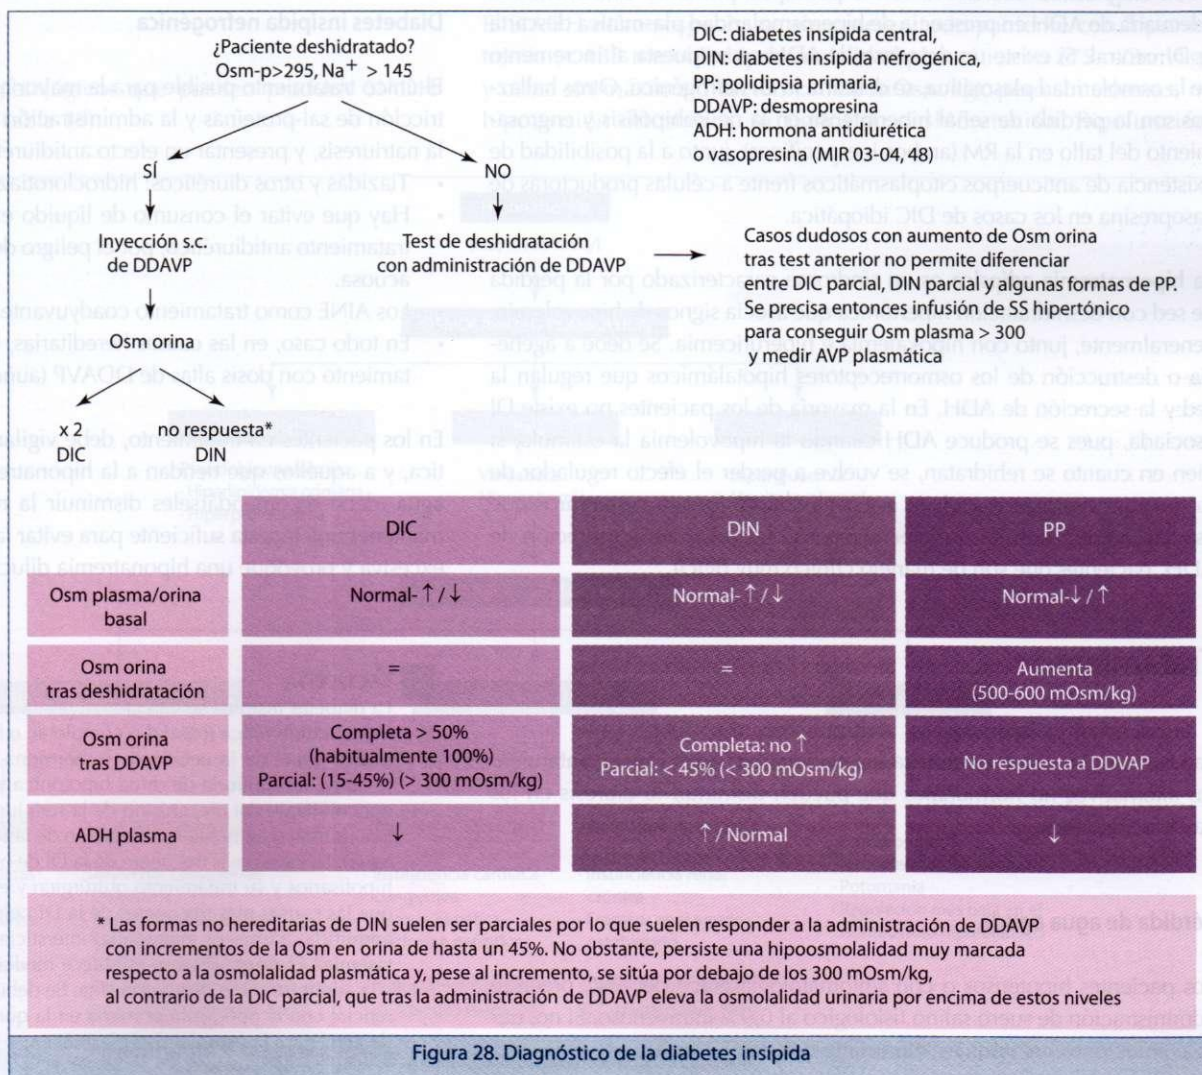 ¿Paciente deshidratado?
Osm-p>295, Na+ > 145
DIC: diabetes insípida central,
DIN: diabetes insípida nefrogénica,
PP: polidipsia primaria,
DDAVP: desmopresina
ADH: hormona antidiurética
o vasopresina (MIR 03-04, 48)
SÍ
NO
Inyección s.c.
de DDAVP
Test de deshidratación
con administración de DDAVP
Casos dudosos con aumento de Osm orina
tras test anterior no permite diferenciar
entre DIC parcial, DIN parcial y algunas formas de PP.
Se precisa entonces infusión de SS hipertónico
para conseguir Osm plasma > 300
y medir AVP plasmática
Osm orina
x 2
DIC
no respuesta*
DIN
DIC DIN PP
Osm plasma/orina
basal
Normal-↑/↓ Normal-↑/↓ Normal-↓/↑
Osm orina
tras deshidratación
= =
Aumenta
(500-600 mOsm/kg)
Osm orina
tras DDAVP
Completa > 50%
(habitualmente 100%)
Parcial: (15-45%) (> 300 mOsm/kg)
Completa: no ↑
Parcial: < 45% (< 300 mOsm/kg)
No respuesta a DDVAP
ADH plasma ↓ ↑/Normal ↓
* Las formas no hereditarias de DIN suelen ser parciales por lo que suelen responder a la administración de DDAVP
con incrementos de la Osm en orina de hasta un 45%. No obstante, persiste una hipoosmolalidad muy marcada
respecto a la osmolalidad plasmática y, pese al incremento, se sitúa por debajo de los 300 mOsm/kg,
al contrario de la DIC parcial, que tras la administración de DDAVP eleva la osmolalidad urinaria por encima de estos niveles
Figura 28. Diagnóstico de la diabetes insípida